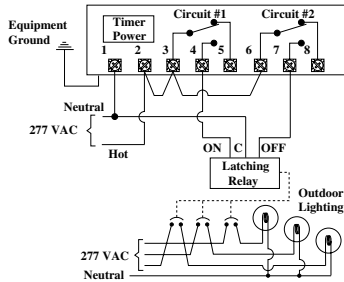 Equipment
Ground
Timer
Power
Circuit #1
Circuit #2
1 2 3 4 5 6 7 8
Neutral
277 VAC
Hot
ON C OFF
Latching
Relay
Outdoor
Lighting
277 VAC
Neutral